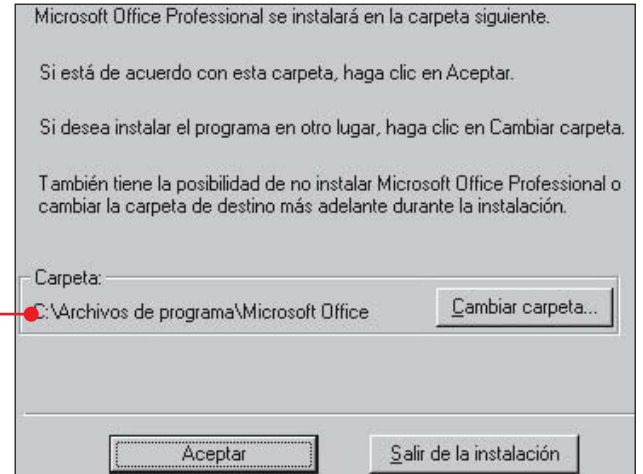 Microsoft Office Professional se instalará en la carpeta siguiente.
Si está de acuerdo con esta carpeta, haga clic en Aceptar.
Si desea instalar el programa en otro lugar, haga clic en Cambiar carpeta.
También tiene la posibilidad de no instalar Microsoft Office Professional o
cambiar la carpeta de destino más adelante durante la instalación.
Carpeta:
C:\Archivos de programa\Microsoft Office
Cambiar carpeta...
Aceptar
Salir de la instalación